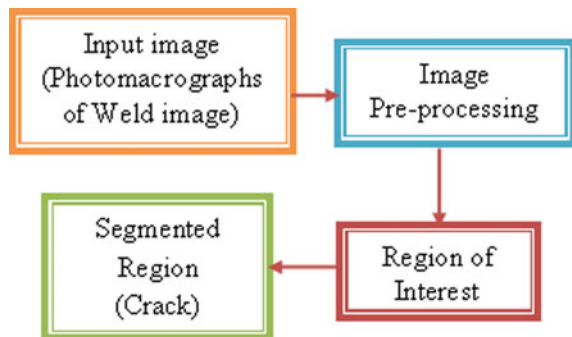 Input image
(Photomacrographs
of Weld image)
Image
Pre-processing
Region of
Interest
Segmented
Region
(Crack)